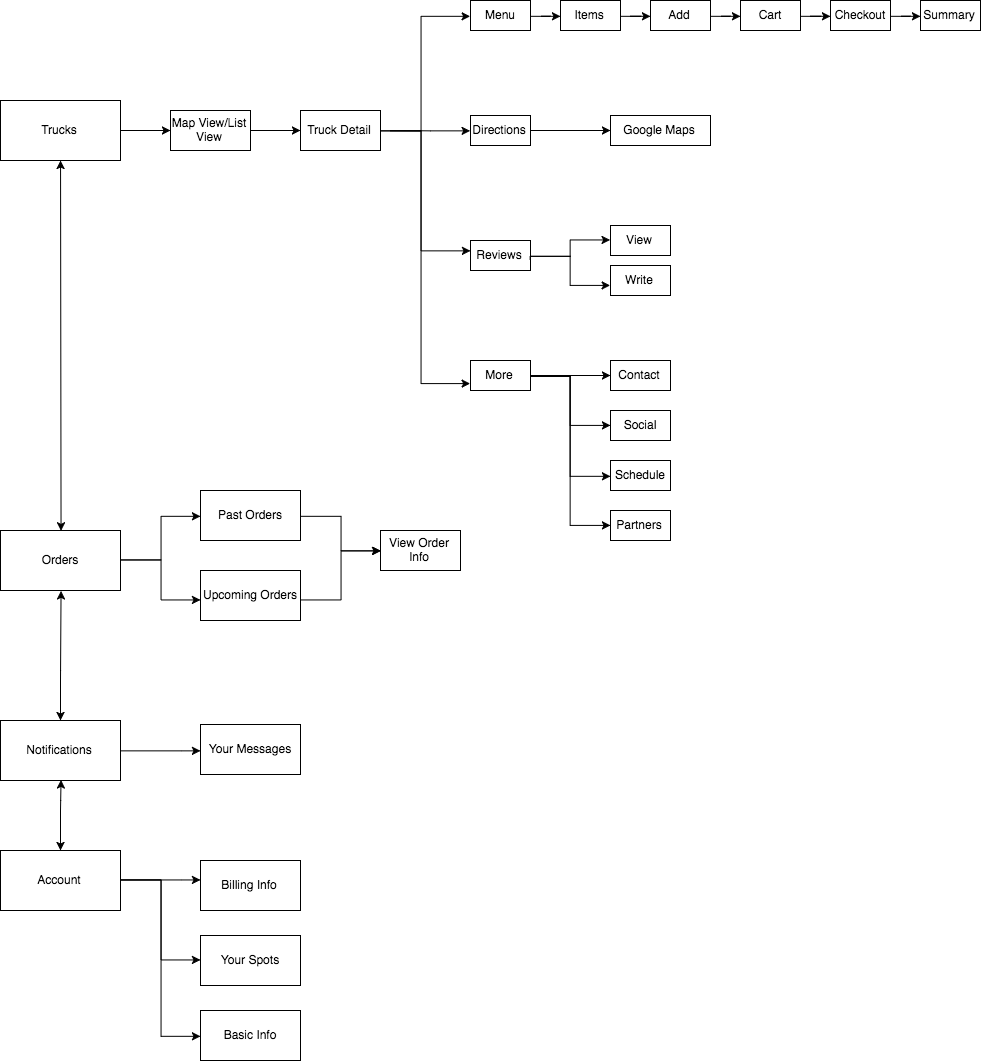 Menu
Items
Add
Cart
Checkout
Summary
Trucks
Map View/List
View
Truck Detail
Directions
Google Maps
Reviews
View
Write
More
Contact
Social
Schedule
Partners
Orders
Past Orders
Upcoming Orders
View Order
Info
Notifications
Your Messages
Account
Billing Info
Your Spots
Basic Info